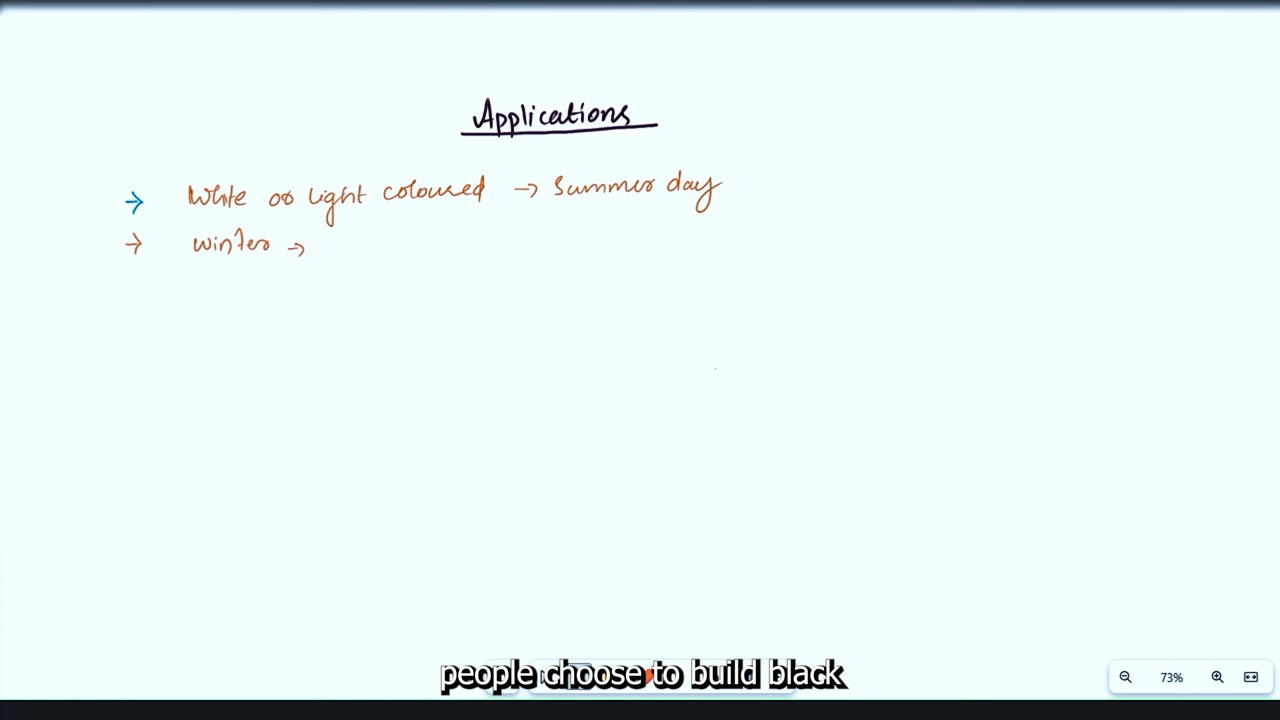 Applications
→ White or light coloured → Summer day
→ winter →
people choose to build black
73%